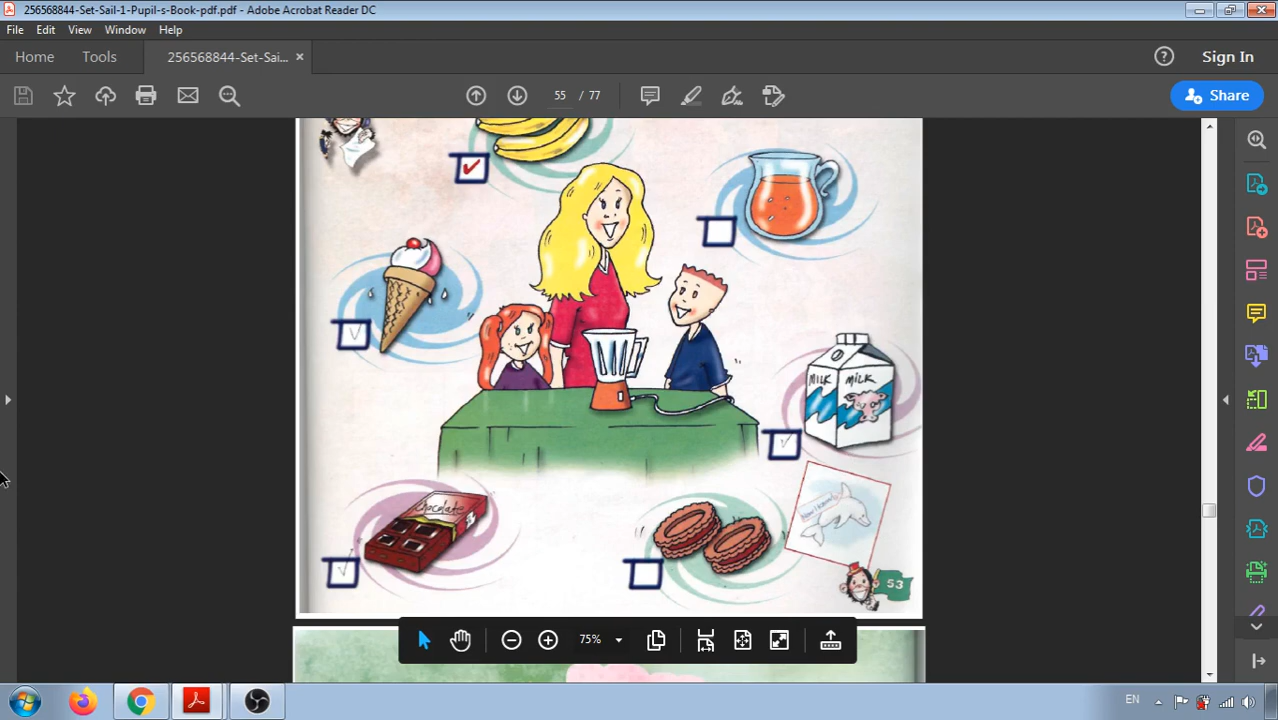 256568844-Set-Sail-1-Pupil-s-Book-pdf.pdf - Adobe Acrobat Reader DC
File Edit View Window Help
Home Tools 256568844-Set-Sai... Sign In
55 / 77
Share
MILK MILK
chocolate
53
75%
EN